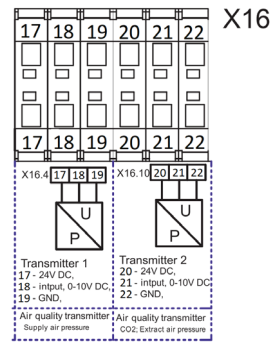 X16
17 18 19 20 21 22
17 18 19 20 21 22
X16.4 17 18 19
U
P
Transmitter 1
17 - 24V DC,
18 - intput, 0-10V DC,
19 - GND,
Air quality transmitter
Supply air pressure
X16.10 20 21 22
U
P
Transmitter 2
20 - 24V DC,
21 - intput, 0-10V DC
22 - GND,
Air quality transmitter
CO2; Extract air pressure